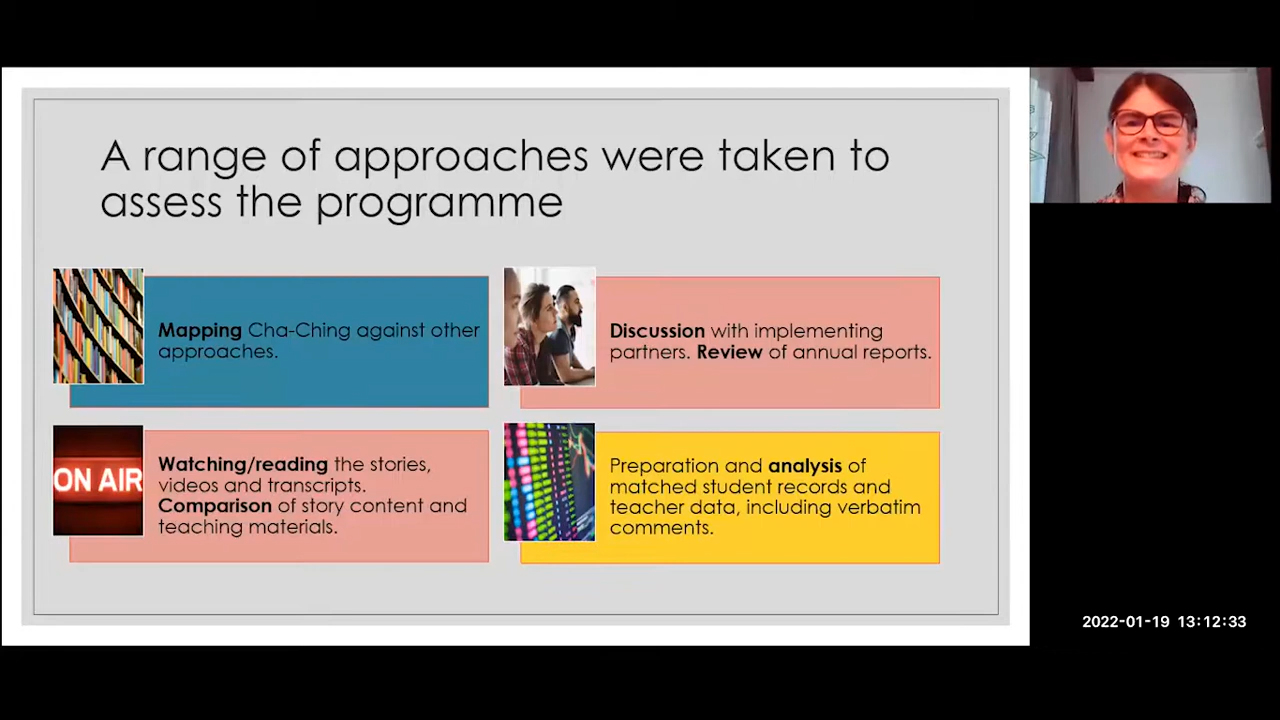 A range of approaches were taken to
assess the programme
Mapping Cha-Ching against other
approaches.
Discussion with implementing
partners. Review of annual reports.
ON AIR
Watching/reading the stories,
videos and transcripts.
Comparison of story content and
teaching materials.
Preparation and analysis of
matched student records and
teacher data, including verbatim
comments.
2022-01-19 13:12:33